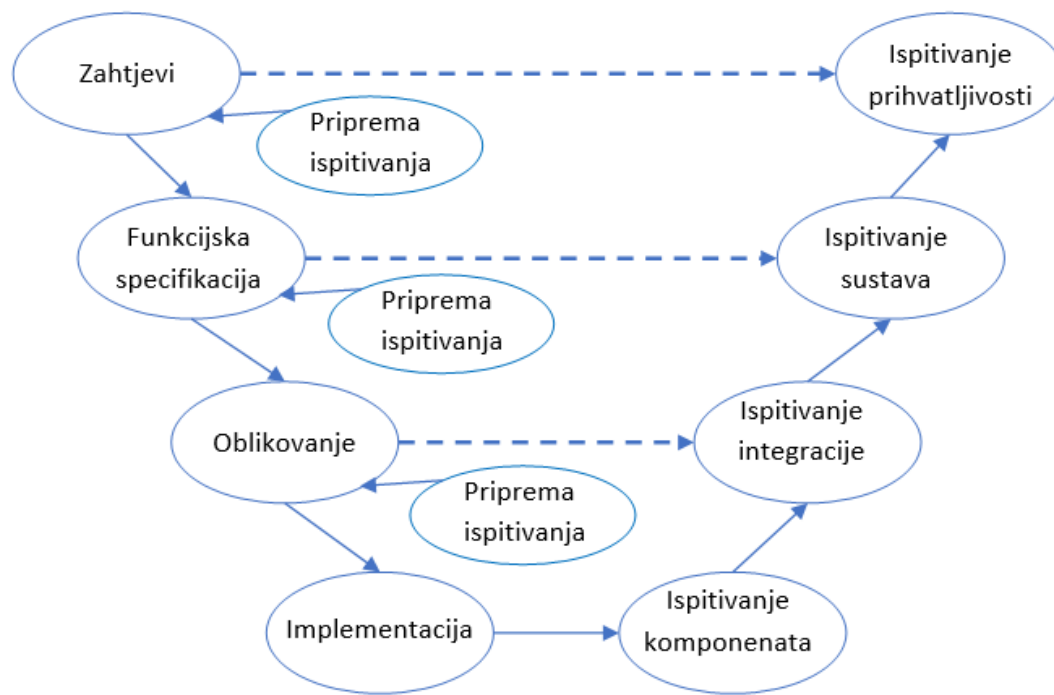 Zahtjevi
Ispitivanje
prihvatljivosti
Priprema
ispitivanja
Funkcijska
specifikacija
Ispitivanje
sustava
Priprema
ispitivanja
Oblikovanje
Ispitivanje
integracije
Priprema
ispitivanja
Implementacija
Ispitivanje
komponenata